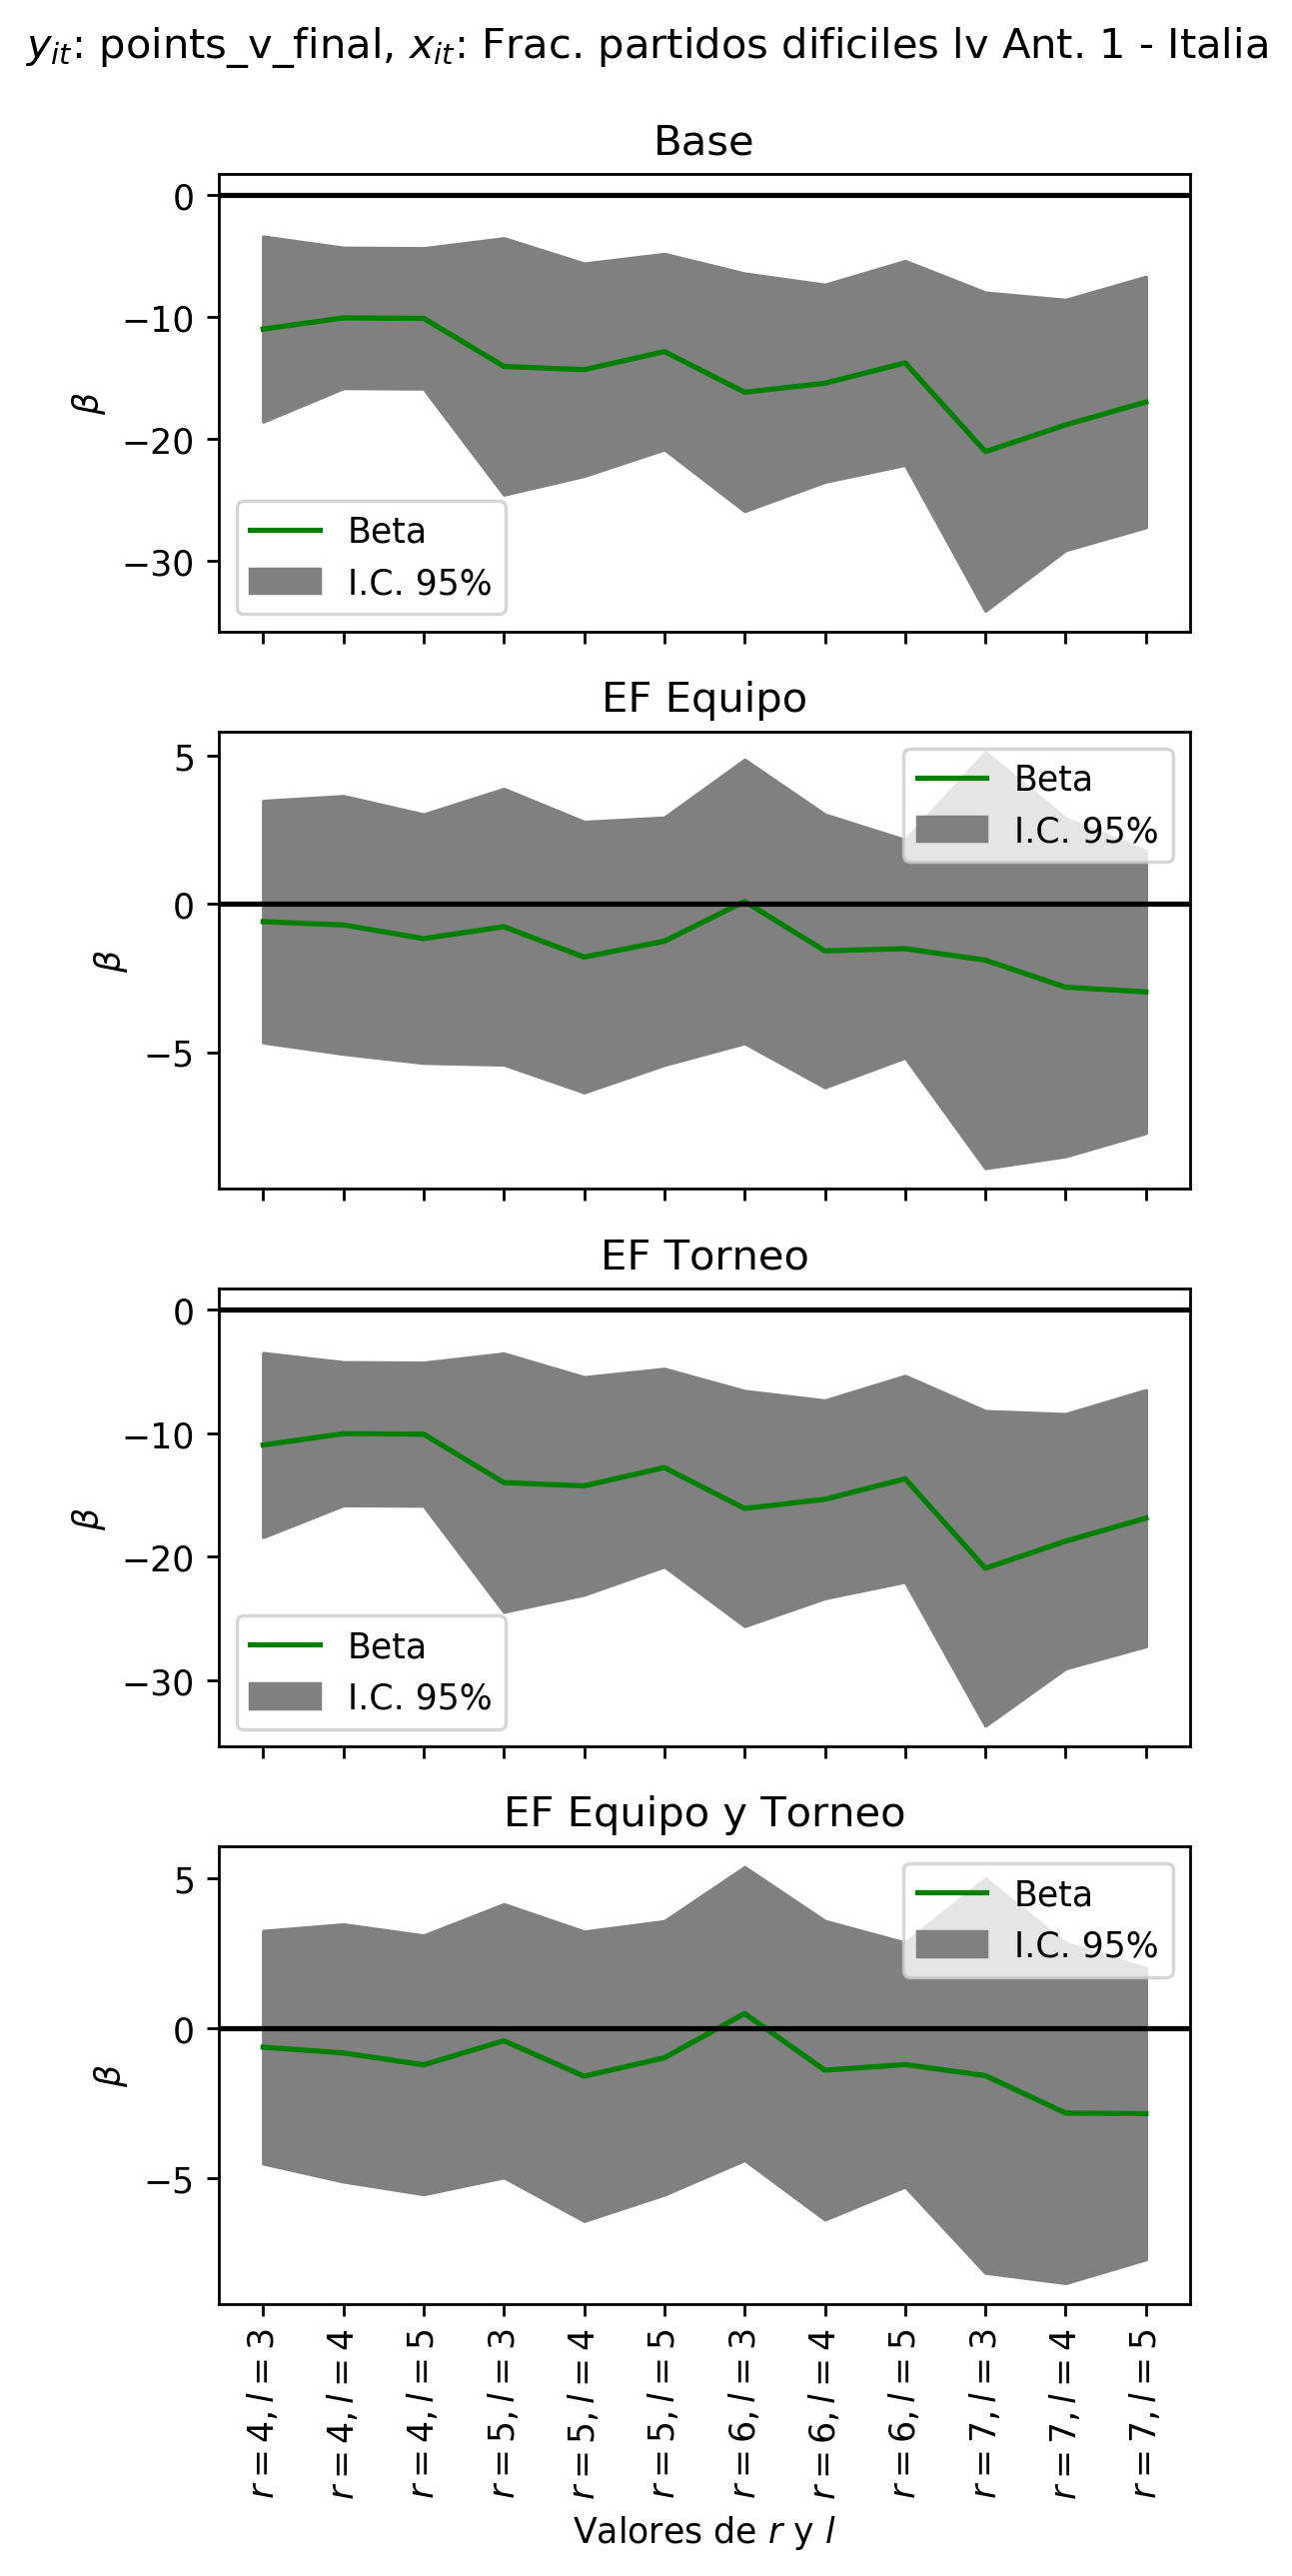 y_it: points_v_final, x_it: Frac. partidos dificiles lv Ant. 1 - Italia
Base
0
−10
−20
−30
β
Beta
I.C. 95%
EF Equipo
5
0
−5
β
Beta
I.C. 95%
EF Torneo
0
−10
−20
−30
β
Beta
I.C. 95%
EF Equipo y Torneo
5
0
−5
β
Beta
I.C. 95%
r = 4, l = 3
r = 4, l = 4
r = 4, l = 5
r = 5, l = 3
r = 5, l = 4
r = 5, l = 5
r = 6, l = 3
r = 6, l = 4
r = 6, l = 5
r = 7, l = 3
r = 7, l = 4
r = 7, l = 5
Valores de r y l